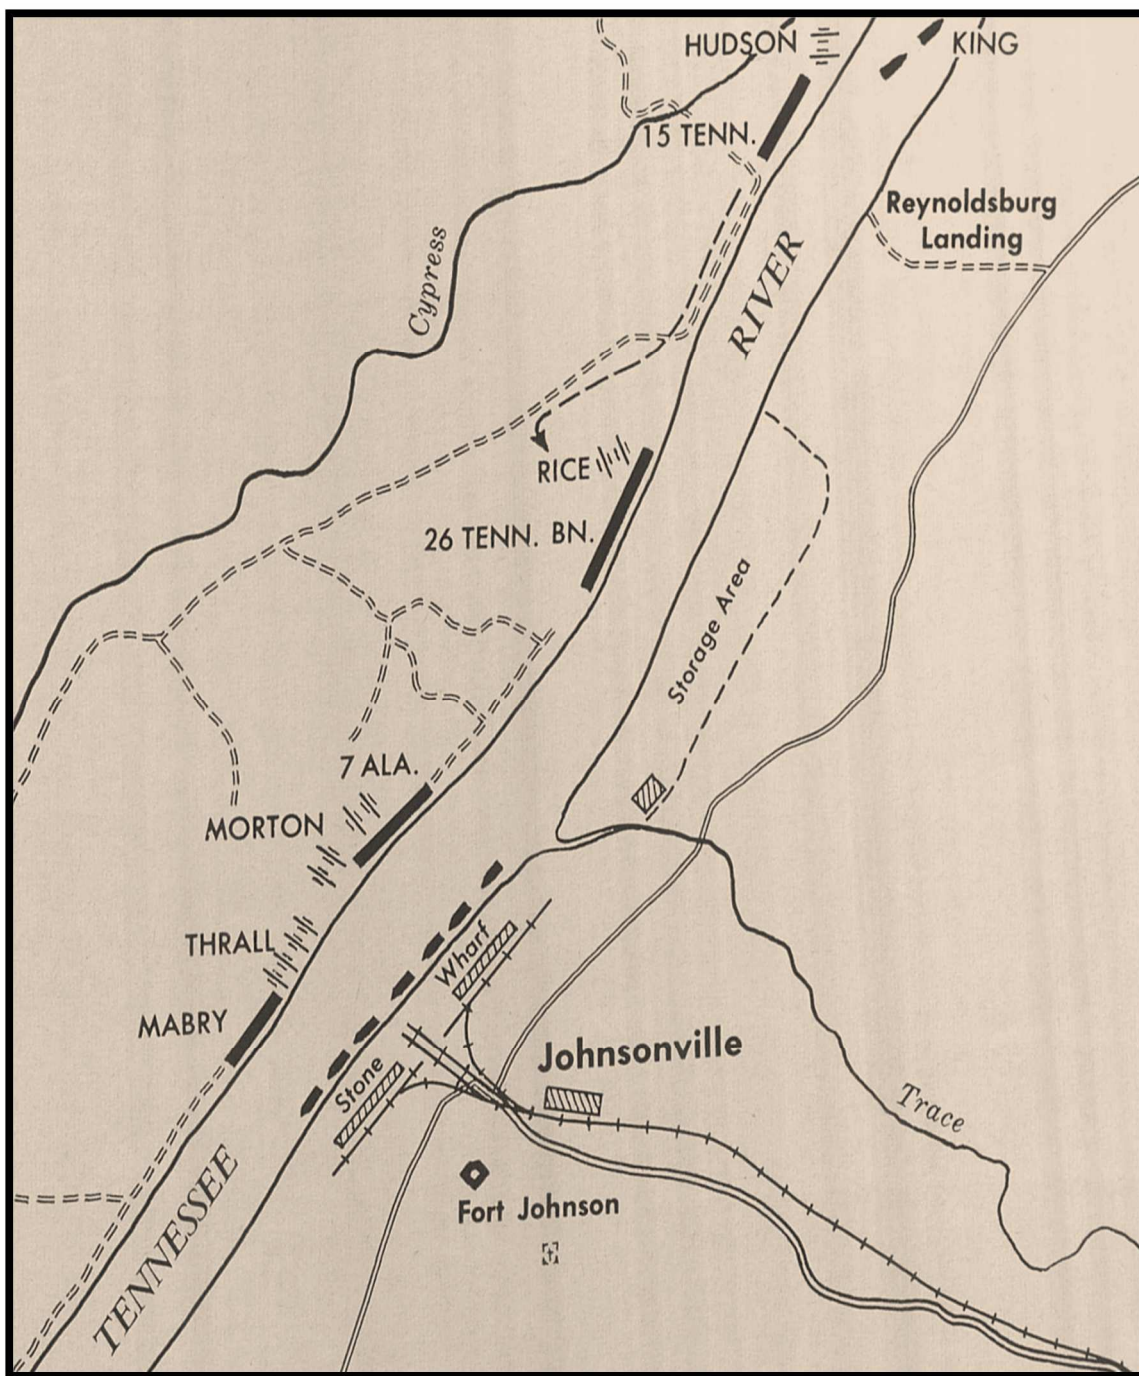 HUDSON
KING
15 TENN.
Reynoldsburg
Landing
Cypress
RIVER
RICE
26 TENN. BN.
Storage Area
7 ALA.
MORTON
THRALL
Wharf
MABRY
Johnsonville
Stone
Trace
Fort Johnson
TENNESSEE